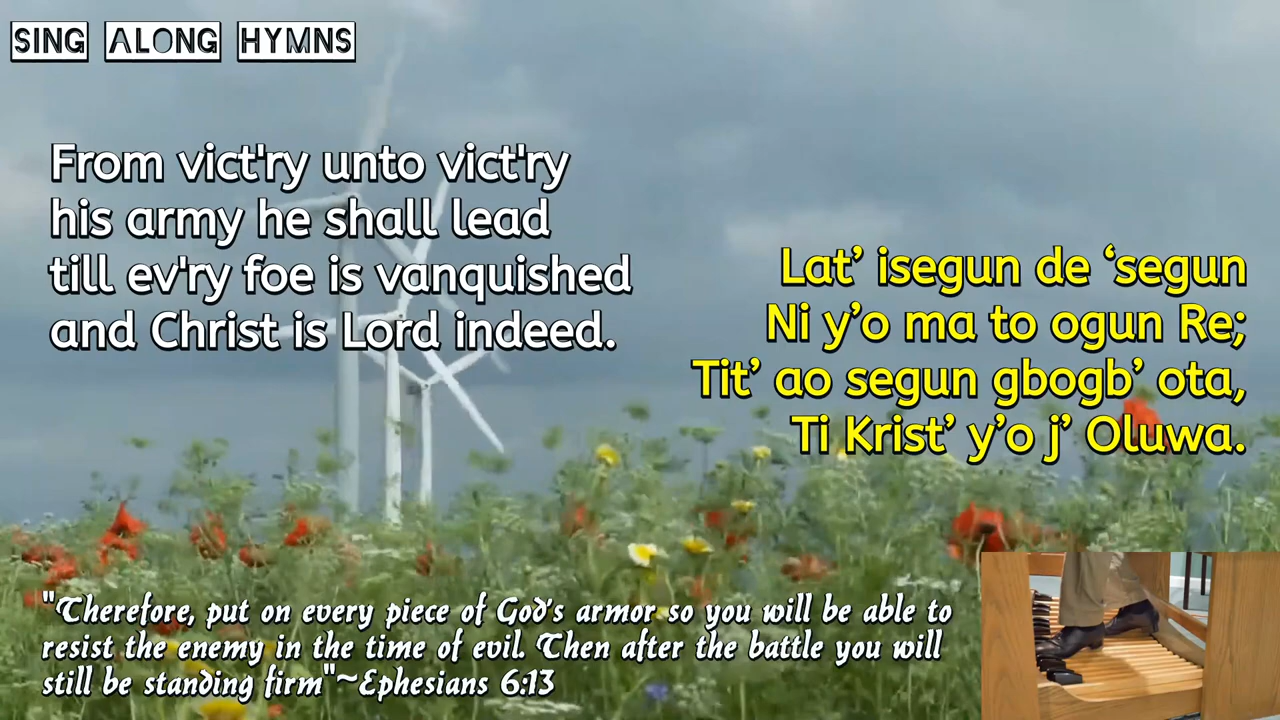 SING ALONG HYMNS
From vict'ry unto vict'ry
his army he shall lead
till ev'ry foe is vanquished
and Christ is Lord indeed.
Lat’ isegun de ‘segun
Ni y’o ma to ogun Re;
Tit’ ao segun gbogb’ ota,
Ti Krist’ y’o j’ Oluwa.
"Therefore, put on every piece of God's armor so you will be able to
resist the enemy in the time of evil. Then after the battle you will
still be standing firm"~Ephesians 6:13